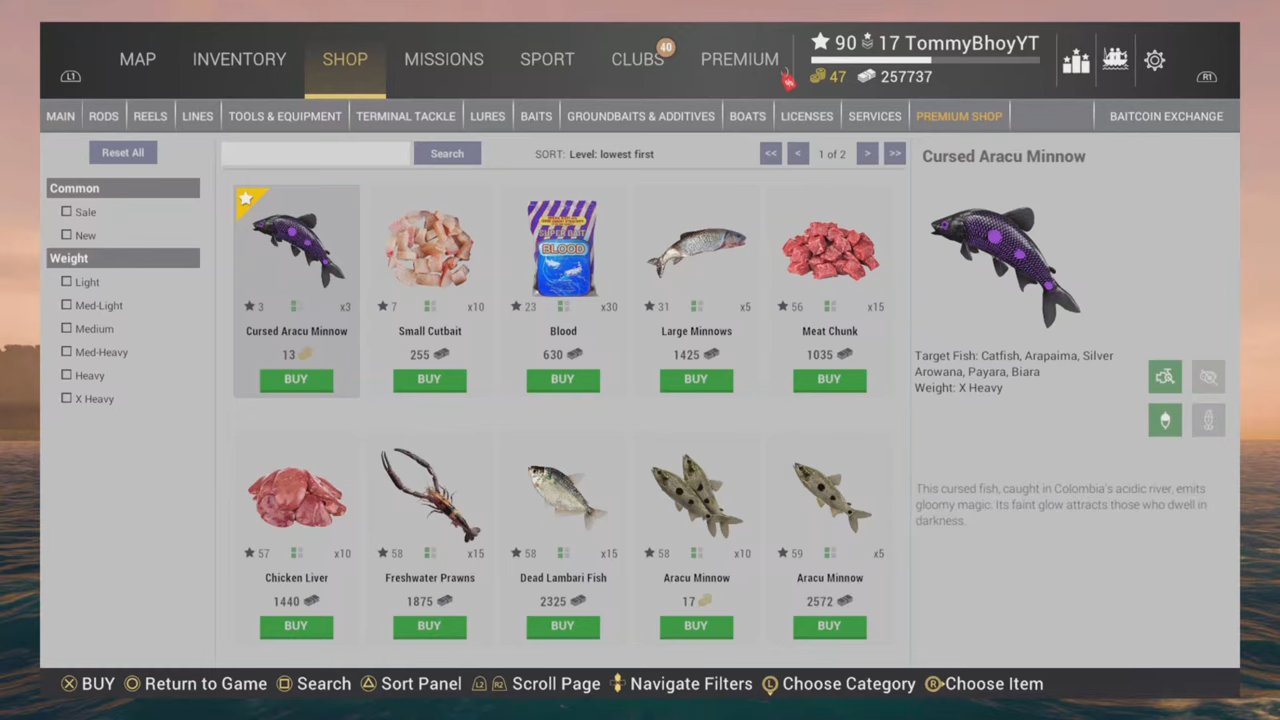 MAP INVENTORY SHOP MISSIONS SPORT CLUBS 40 PREMIUM 90 17 TommyBhoyYT
L1 47 257737 R1
MAIN RODS REELS LINES TOOLS & EQUIPMENT TERMINAL TACKLE LURES BAITS GROUNDBAITS & ADDITIVES BOATS LICENSES SERVICES PREMIUM SHOP BAITCOIN EXCHANGE
Reset All
Search SORT: Level: lowest first << < 1 of 2 > >>
Common
Sale
New
Weight
Light
Med-Light
Medium
Med-Heavy
Heavy
X Heavy
3 x3 7 x10 23 x30 31 x5 56 x15
SUPER BAIT
BLOOD
Cursed Aracu Minnow Small Cutbait Blood Large Minnows Meat Chunk
13 255 630 1425 1035
BUY BUY BUY BUY BUY
57 x10 58 x15 58 x15 58 x10 59 x5
Chicken Liver Freshwater Prawns Dead Lambari Fish Aracu Minnow Aracu Minnow
1440 1875 2325 17 2572
BUY BUY BUY BUY BUY
Cursed Aracu Minnow
Target Fish: Catfish, Arapaima, Silver
Arowana, Payara, Biara
Weight: X Heavy
This cursed fish, caught in Colombia's acidic river, emits
gloomy magic. Its faint glow attracts those who dwell in
darkness.
BUY Return to Game Search Sort Panel L2 R2 Scroll Page Navigate Filters L Choose Category R Choose Item